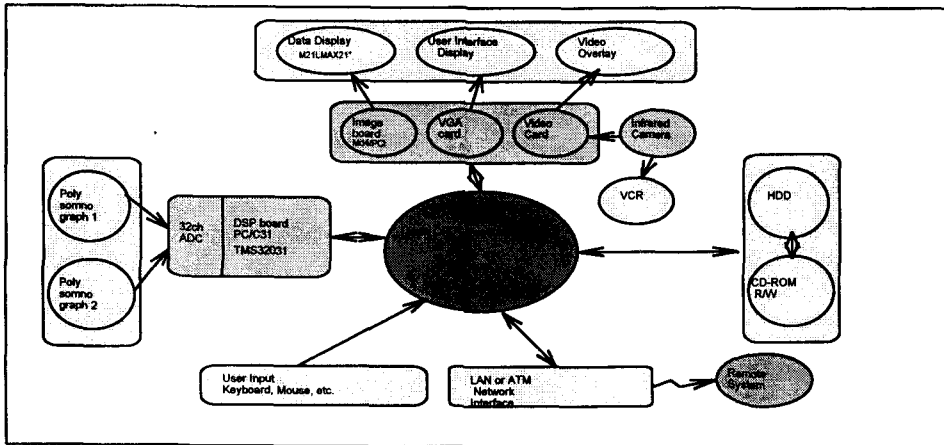 Data Display
M21LMAX21"
User Interface
Display
Video
Overlay
Image
board
VGA
card
Video
Card
Infrared
Camera
VCR
HDD
CD-ROM
R/W
Poly
somno
graph 1
Poly
somno
graph 2
32ch
ADC
DSP board
PC/C31
TMS32031
User Input
Keyboard, Mouse, etc.
LAN or ATM
Network
Interface
Remote
System